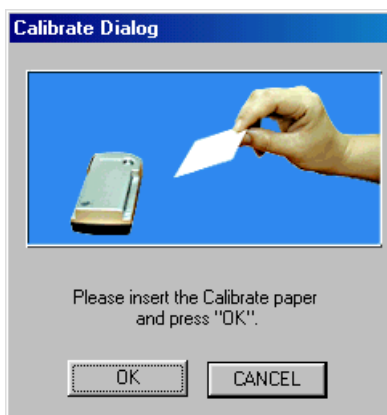 Calibrate Dialog
Please insert the Calibrate paper
and press "OK".
OK
CANCEL